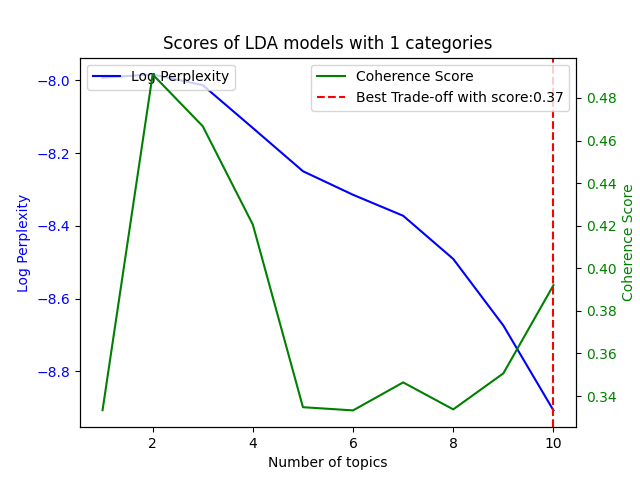 Scores of LDA models with 1 categories
Log Perplexity
Coherence Score
Best Trade-off with score:0.37
−8.0
−8.2
−8.4
−8.6
−8.8
Log Perplexity
0.48
0.46
0.44
0.42
0.40
0.38
0.36
0.34
Coherence Score
2 4 6 8 10
Number of topics